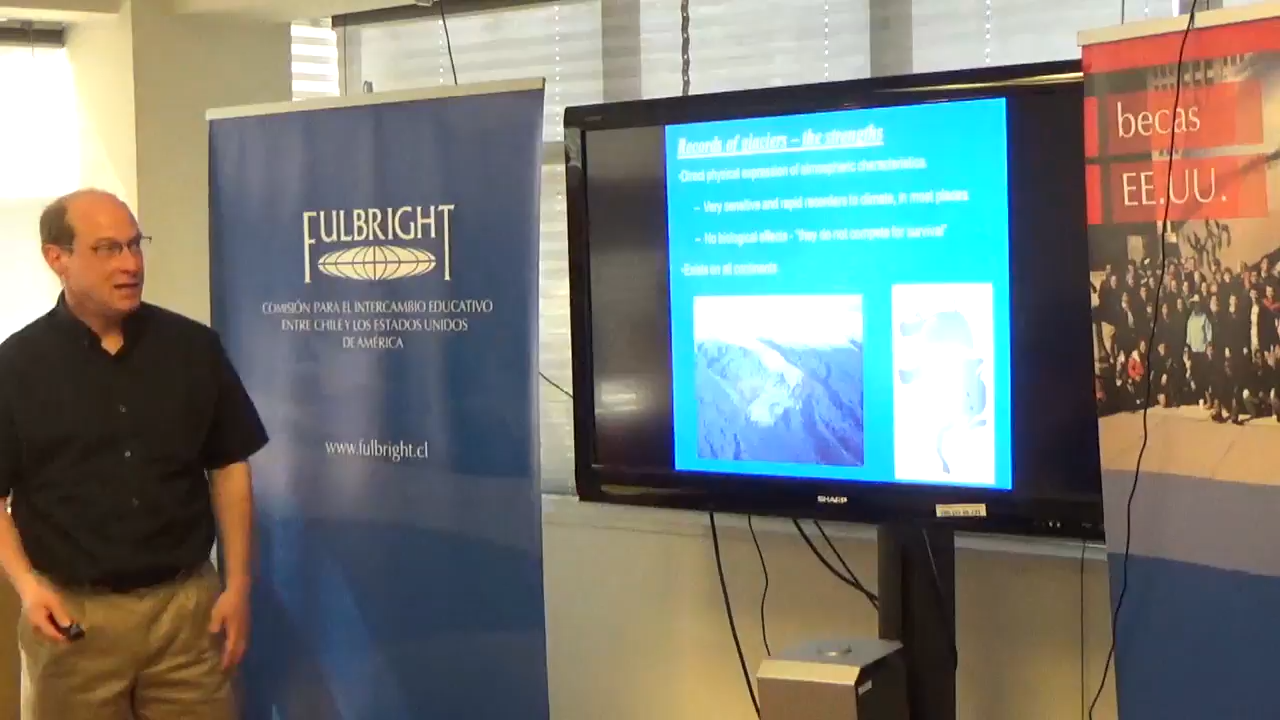 FULBRIGHT
COMISIÓN PARA EL INTERCAMBIO EDUCATIVO
ENTRE CHILE Y LOS ESTADOS UNIDOS
DE AMÉRICA
www.fulbright.cl
Records of glaciers – the strengths
•Direct physical expression of atmospheric characteristics.
– Very sensitive and rapid recorders to climate, in most places
– No biological effects - "they do not compete for survival"
•Exists on all continents
SHARP
becas
EE.UU.